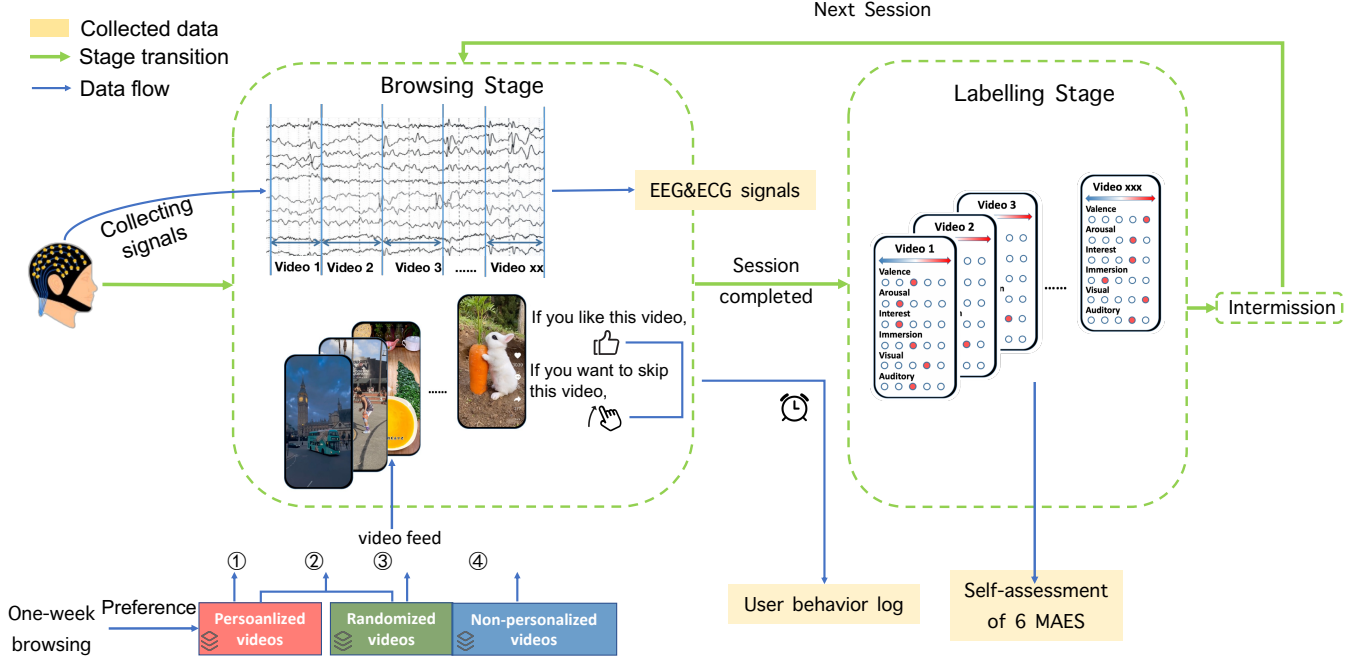 Next Session
Collected data
Stage transition
Data flow
Browsing Stage
Labelling Stage
Collecting
signals
Video 1
Video 2
Video 3
......
Video xx
EEG&ECG signals
Session
completed
If you like this video,
If you want to skip
this video,
......
Video 1
Valence
Arousal
Interest
Immersion
Visual
Auditory
Video 2
Video 3
......
Video xxx
Valence
Arousal
Interest
Immersion
Visual
Auditory
Intermission
video feed
①
②
③
④
One-week
browsing
Preference
Persoanlized
videos
Randomized
videos
Non-personalized
videos
User behavior log
Self-assessment
of 6 MAES